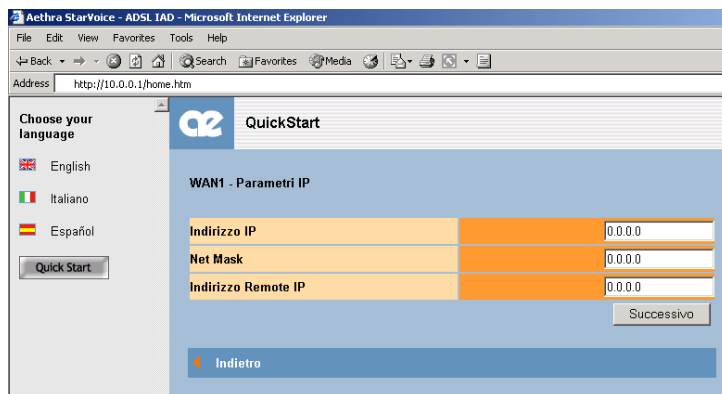 Aethra StarVoice - ADSL IAD - Microsoft Internet Explorer
File Edit View Favorites Tools Help
Back Search Favorites Media
Address http://10.0.0.1/home.htm
Choose your
language
English
Italiano
Español
Quick Start
ae QuickStart
WAN1 - Parametri IP
Indirizzo IP 0.0.0.0
Net Mask 0.0.0.0
Indirizzo Remote IP 0.0.0.0
Successivo
Indietro